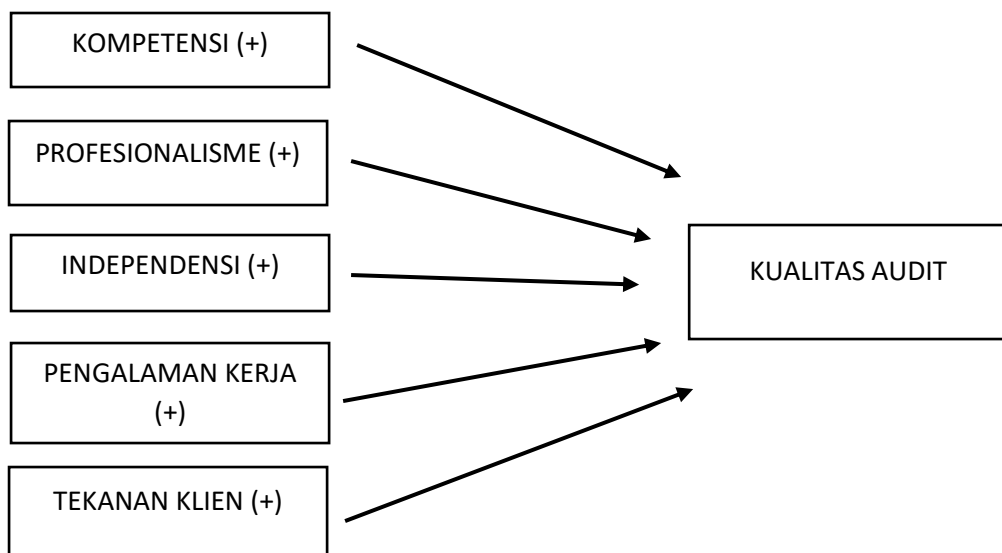 KOMPETENSI (+)
PROFESIONALISME (+)
INDEPENDENSI (+)
KUALITAS AUDIT
PENGALAMAN KERJA
(+)
TEKANAN KLIEN (+)